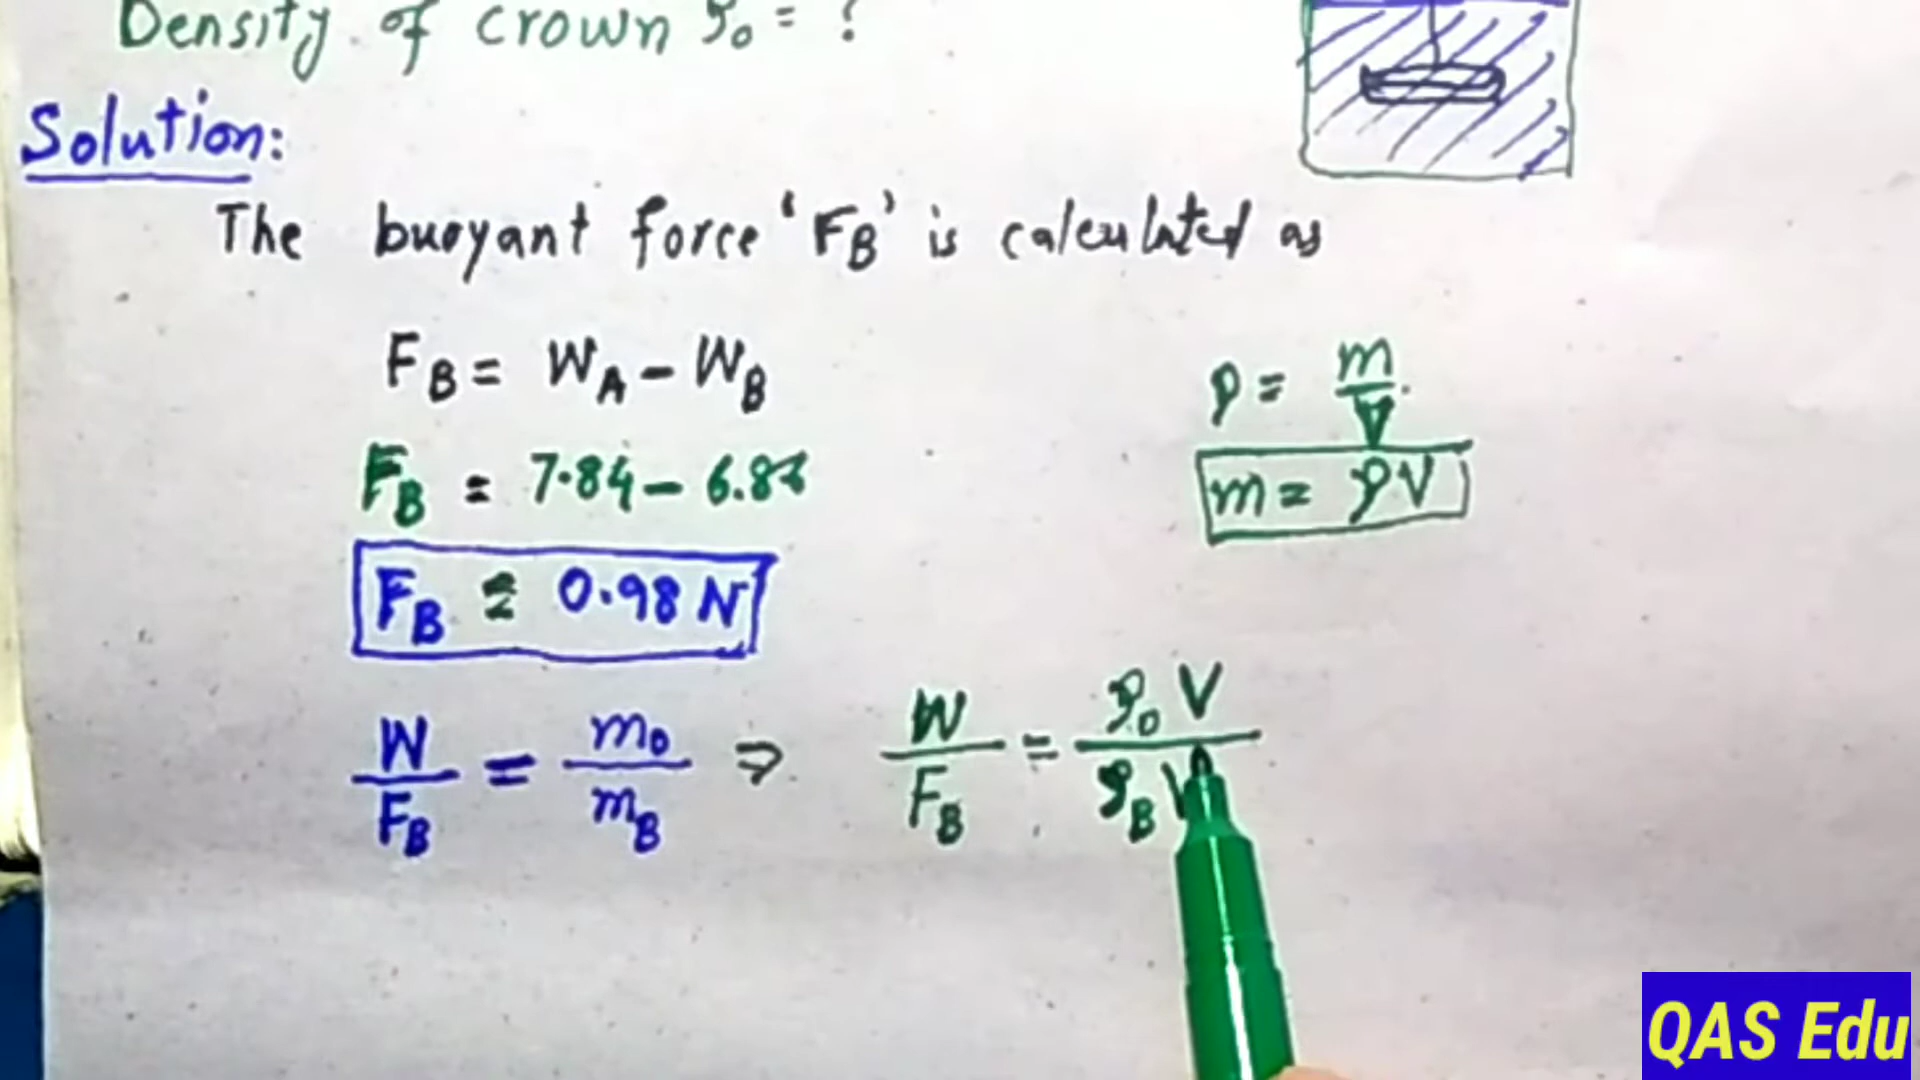 Density of crown ρ₀ = ?
Solution:
The buoyant force 'F_B' is calculated as
F_B = W_A - W_B
ρ = m/V
F_B = 7.84 - 6.86
m = ρV
F_B = 0.98 N
W/F_B = m₀/m_B ⇒ W/F_B = ρ₀V/ρ_B V
QAS Edu